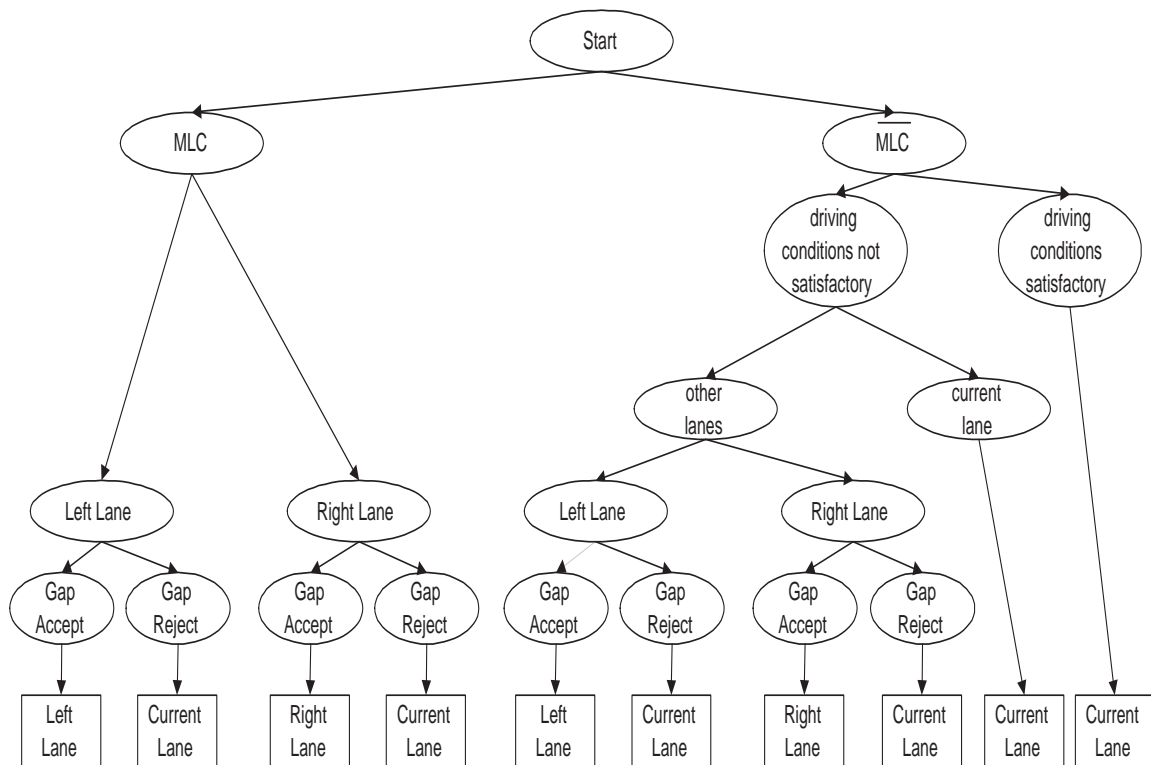 Start
MLC
M̅L̅C̅
driving
conditions not
satisfactory
driving
conditions
satisfactory
other
lanes
current
lane
Left Lane
Right Lane
Left Lane
Right Lane
Gap
Accept
Gap
Reject
Gap
Accept
Gap
Reject
Gap
Accept
Gap
Reject
Gap
Accept
Gap
Reject
Left
Lane
Current
Lane
Right
Lane
Current
Lane
Left
Lane
Current
Lane
Right
Lane
Current
Lane
Current
Lane
Current
Lane